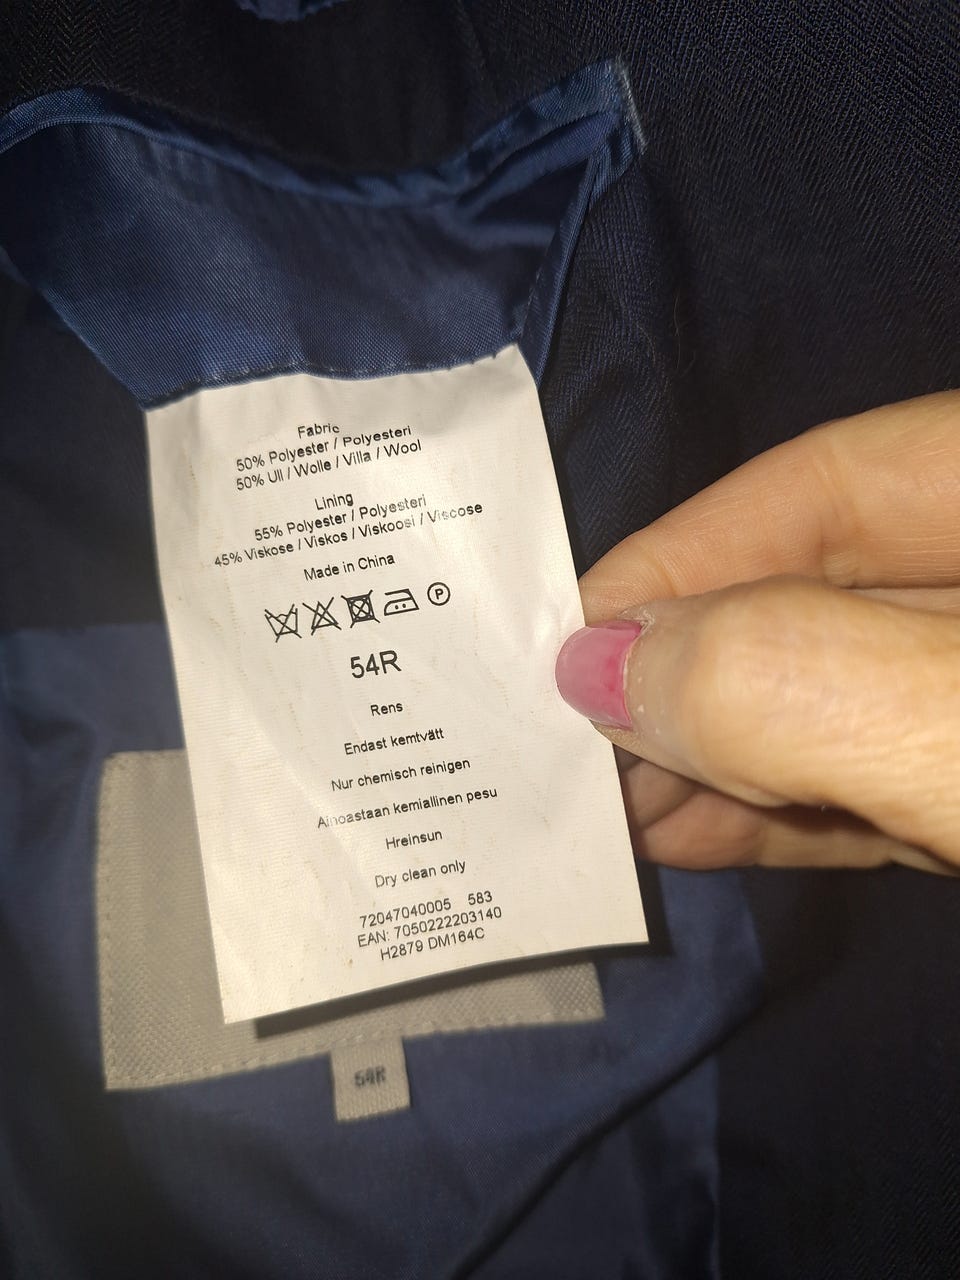 Fabric
50% Polyester / Polyesteri
50% Ull / Wolle / Villa / Wool
Lining
55% Polyester / Polyesteri
45% Viskose / Viskos / Viskoosi / Viscose
Made in China
P
54R
Rens
Endast kemtvätt
Nur chemisch reinigen
Ainoastaan kemiallinen pesu
Hreinsun
Dry clean only
72047040005 583
EAN: 7050222203140
H2879 DM164C
54R